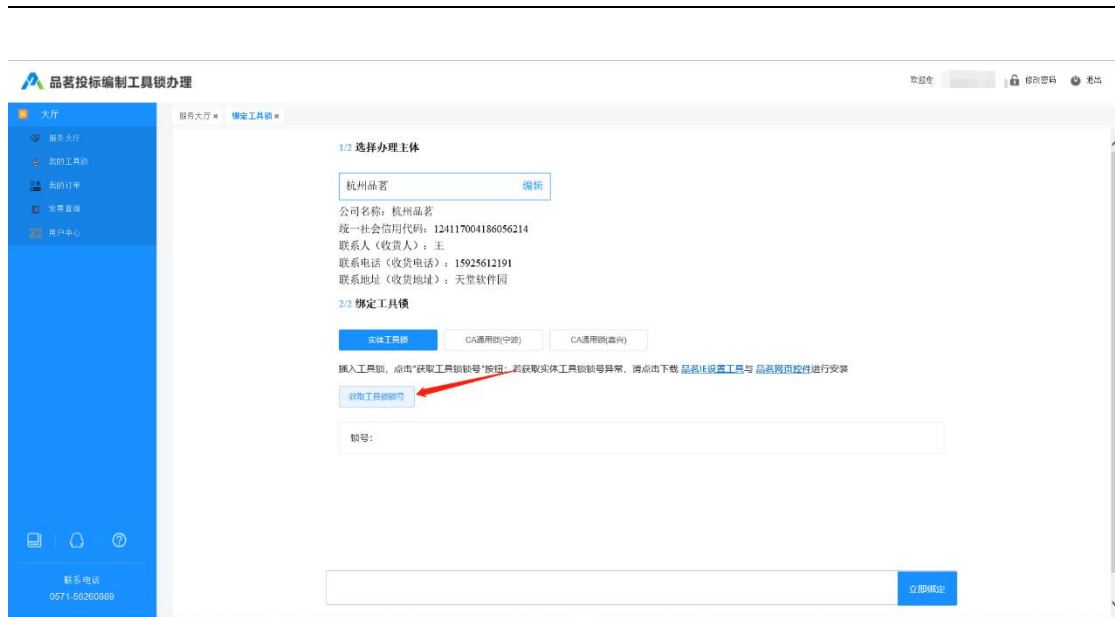 品茗投标编制工具锁办理
欢迎您
修改密码
退出
大厅
服务大厅
我的工具锁
我的订单
发票查询
用户中心
服务大厅 ×
绑定工具锁 ×
1/2 选择办理主体
杭州品茗
编辑
公司名称:杭州品茗
统一社会信用代码:124117004186056214
联系人(收货人):王
联系电话(收货电话):15925612191
联系地址(收货地址):天堂软件园
2/2 绑定工具锁
实体工具锁
CA通用锁(宁波)
CA通用锁(嘉兴)
插入工具锁,点击"获取工具锁锁号"按钮;若获取实体工具锁锁号异常,请点击下载 品茗IE设置工具与 品茗网页控件进行安装
获取工具锁锁号
锁号:
立即绑定
联系电话
0571-56260889